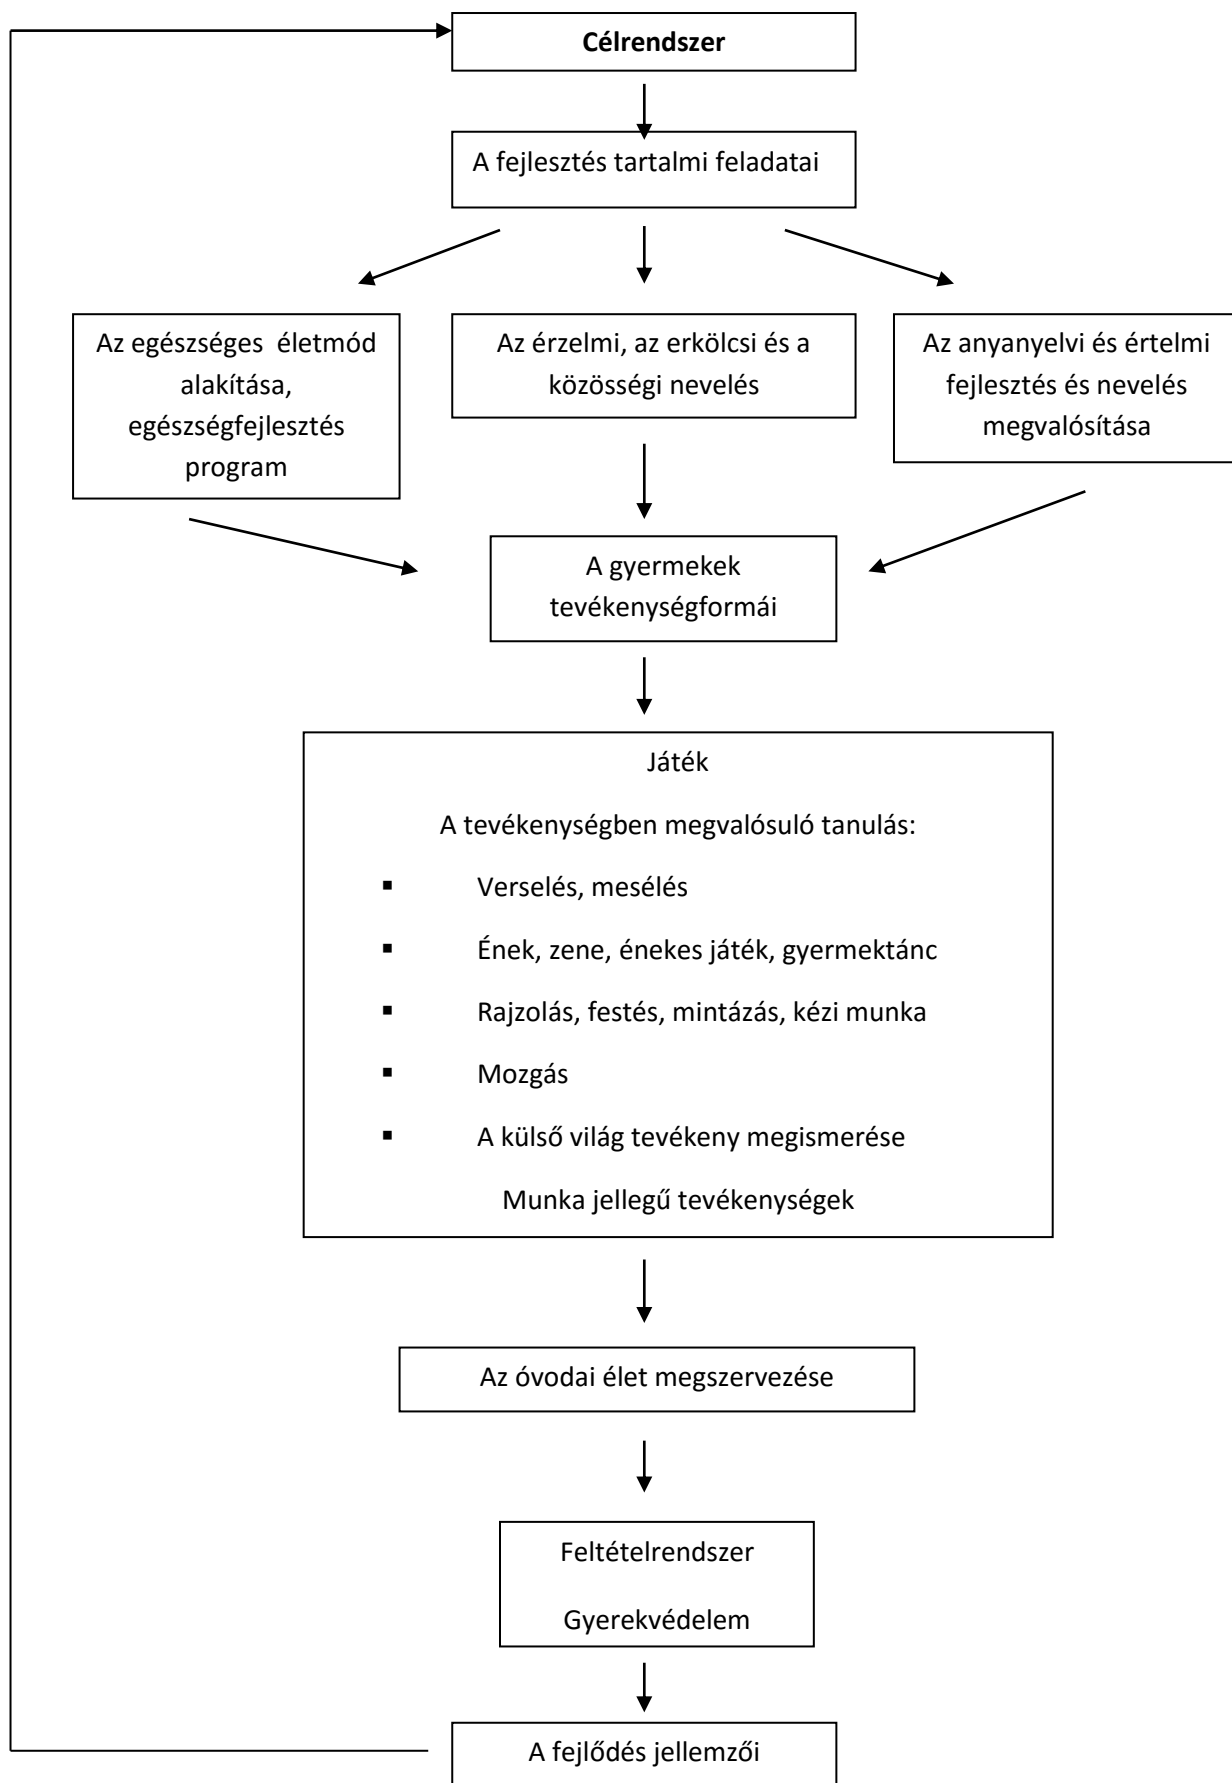 Célrendszer
A fejlesztés tartalmi feladatai
Az egészséges életmód
alakítása,
egészségfejlesztés
program
Az érzelmi, az erkölcsi és a
közösségi nevelés
Az anyanyelvi és értelmi
fejlesztés és nevelés
megvalósítása
A gyermekek
tevékenységformái
Játék
A tevékenységben megvalósuló tanulás:
▪ Verselés, mesélés
▪ Ének, zene, énekes játék, gyermektánc
▪ Rajzolás, festés, mintázás, kézi munka
▪ Mozgás
▪ A külső világ tevékeny megismerése
Munka jellegű tevékenységek
Az óvodai élet megszervezése
Feltételrendszer
Gyerekvédelem
A fejlődés jellemzői